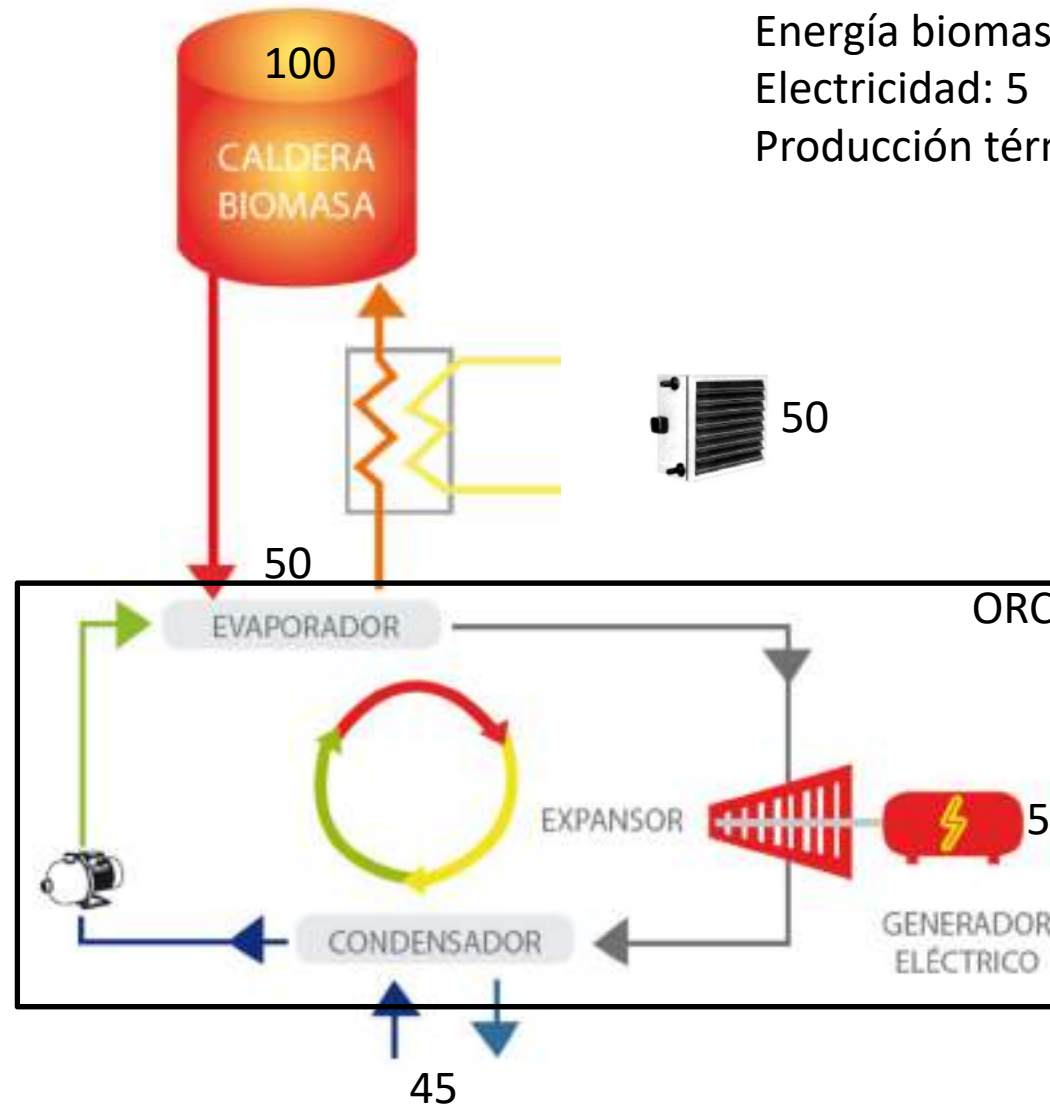 Energía biomas
Electricidad: 5
Producción térm
100
CALDERA
BIOMASA
50
50
ORC
EVAPORADOR
EXPANSOR
5
GENERADOR
ELÉCTRICO
CONDENSADOR
45